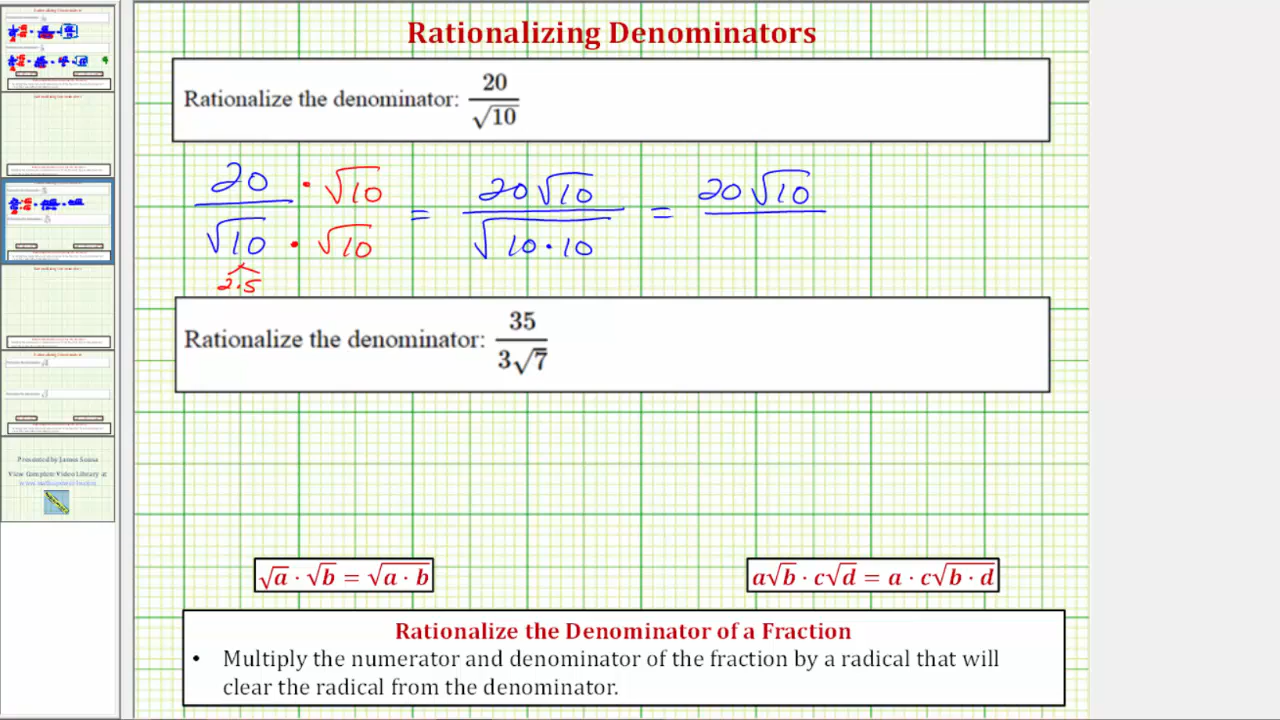 Rationalizing Denominators
Rationalize the denominator: 20/√10
20/√10 · √10/√10 = 20√10/√(10·10) = 20√10
2·5
Rationalize the denominator: 35/3√7
√a · √b = √(a · b)
a√b · c√d = a · c√(b · d)
Rationalize the Denominator of a Fraction
• Multiply the numerator and denominator of the fraction by a radical that will
clear the radical from the denominator.
Presented by James Sousa
View Complete Video Library at